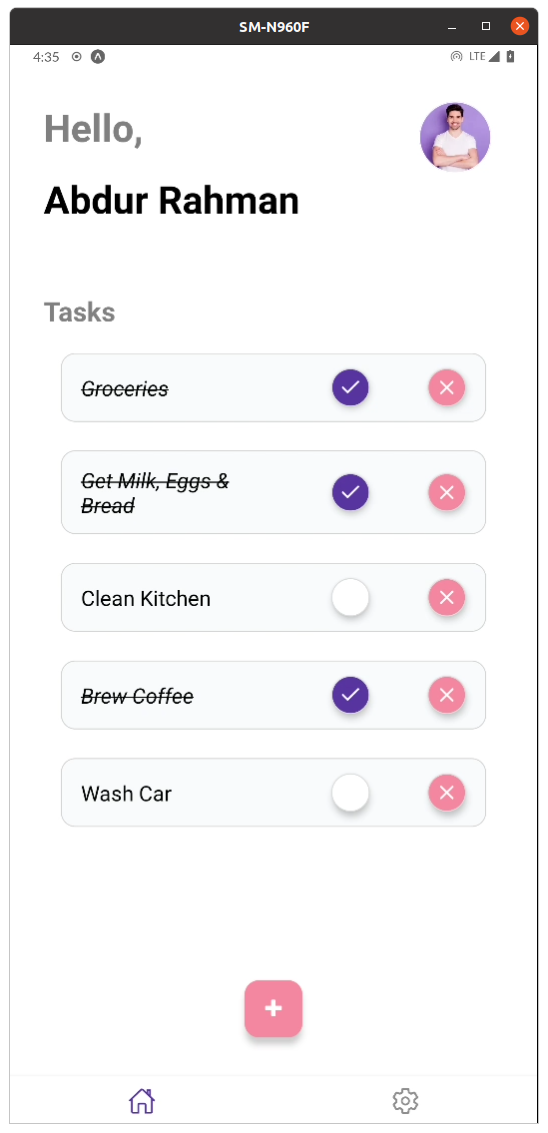 SM-N960F
4:35
LTE
Hello,
Abdur Rahman
Tasks
Groceries
Get Milk, Eggs &
Bread
Clean Kitchen
Brew Coffee
Wash Car
+